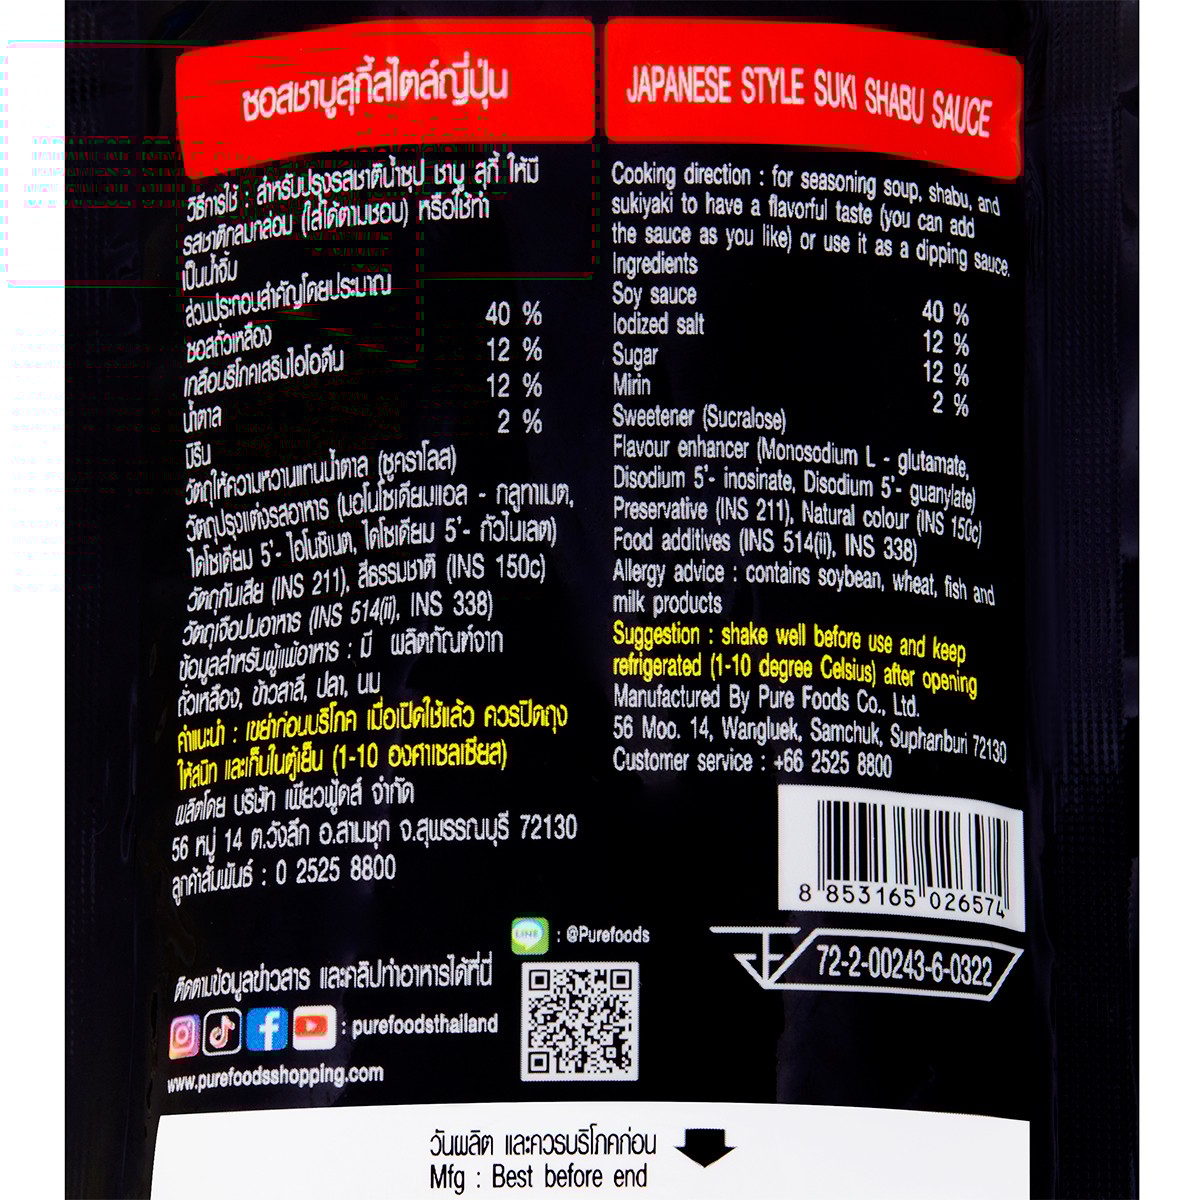 ซอสชาบูสุกี้สไตล์ญี่ปุ่น
วิธีการใช้ : สำหรับปรุงรสชาติน้ำซุป ชาบู สุกี้ ให้มี
รสชาติกลมกล่อม (ใส่ได้ตามชอบ) หรือใช้ทำ
เป็นน้ำจิ้ม
ส่วนประกอบสำคัญโดยประมาณ
ซอสถั่วเหลือง 40 %
เกลือบริโภคเสริมไอโอดีน 12 %
น้ำตาล 12 %
มิริน 2 %
วัตถุให้ความหวานแทนน้ำตาล (ซูคราโลส)
วัตถุปรุงแต่งรสอาหาร (มอโนโซเดียมแอล - กลูทาเมต,
ไดโซเดียม 5'- ไอโนซิเนต, ไดโซเดียม 5'- กัวไนเลต)
วัตถุกันเสีย (INS 211), สีธรรมชาติ (INS 150c)
วัตถุเจือปนอาหาร (INS 514(ii), INS 338)
ข้อมูลสำหรับผู้แพ้อาหาร : มี ผลิตภัณฑ์จาก
ถั่วเหลือง, ข้าวสาลี, ปลา, นม
คำแนะนำ : เขย่าก่อนบริโภค เมื่อเปิดใช้แล้ว ควรปิดถุง
ให้สนิท และเก็บในตู้เย็น (1-10 องศาเซลเซียส)
ผลิตโดย บริษัท เพียวฟู้ดส์ จำกัด
56 หมู่ 14 ต.วังลึก อ.สามชุก จ.สุพรรณบุรี 72130
ลูกค้าสัมพันธ์ : 0 2525 8800
JAPANESE STYLE SUKI SHABU SAUCE
Cooking direction : for seasoning soup, shabu, and
sukiyaki to have a flavorful taste (you can add
the sauce as you like) or use it as a dipping sauce.
Ingredients
Soy sauce 40 %
Iodized salt 12 %
Sugar 12 %
Mirin 2 %
Sweetener (Sucralose)
Flavour enhancer (Monosodium L - glutamate,
Disodium 5'- inosinate, Disodium 5'- guanylate)
Preservative (INS 211), Natural colour (INS 150c)
Food additives (INS 514(ii), INS 338)
Allergy advice : contains soybean, wheat, fish and
milk products
Suggestion : shake well before use and keep
refrigerated (1-10 degree Celsius) after opening
Manufactured By Pure Foods Co., Ltd.
56 Moo. 14, Wangluek, Samchuk, Suphanburi 72130
Customer service : +66 2525 8800
8 853165 026574
72-2-00243-6-0322
LINE : @Purefoods
ติดตามข้อมูลข่าวสาร และคลิปทำอาหารได้ที่นี่
: purefoodsthailand
www.purefoodsshopping.com
วันผลิต และควรบริโภคก่อน
Mfg : Best before end